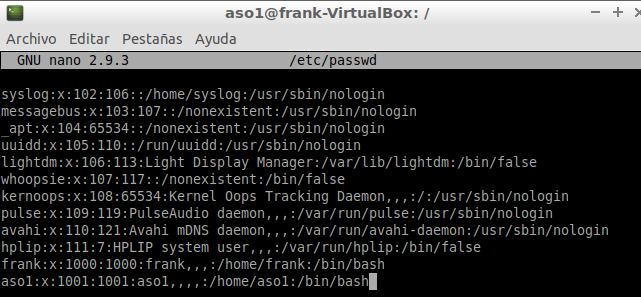 aso1@frank-VirtualBox: /
Archivo Editar Pestañas Ayuda
GNU nano 2.9.3 /etc/passwd
syslog:x:102:106::/home/syslog:/usr/sbin/nologin
messagebus:x:103:107::/nonexistent:/usr/sbin/nologin
_apt:x:104:65534::/nonexistent:/usr/sbin/nologin
uuidd:x:105:110::/run/uuidd:/usr/sbin/nologin
lightdm:x:106:113:Light Display Manager:/var/lib/lightdm:/bin/false
whoopsie:x:107:117::/nonexistent:/bin/false
kernoops:x:108:65534:Kernel Oops Tracking Daemon,,,:/:/usr/sbin/nologin
pulse:x:109:119:PulseAudio daemon,,,:/var/run/pulse:/usr/sbin/nologin
avahi:x:110:121:Avahi mDNS daemon,,,:/var/run/avahi-daemon:/usr/sbin/nologin
hplip:x:111:7:HPLIP system user,,,:/var/run/hplip:/bin/false
frank:x:1000:1000:frank,,,:/home/frank:/bin/bash
aso1:x:1001:1001:aso1,,,,:/home/aso1:/bin/bash